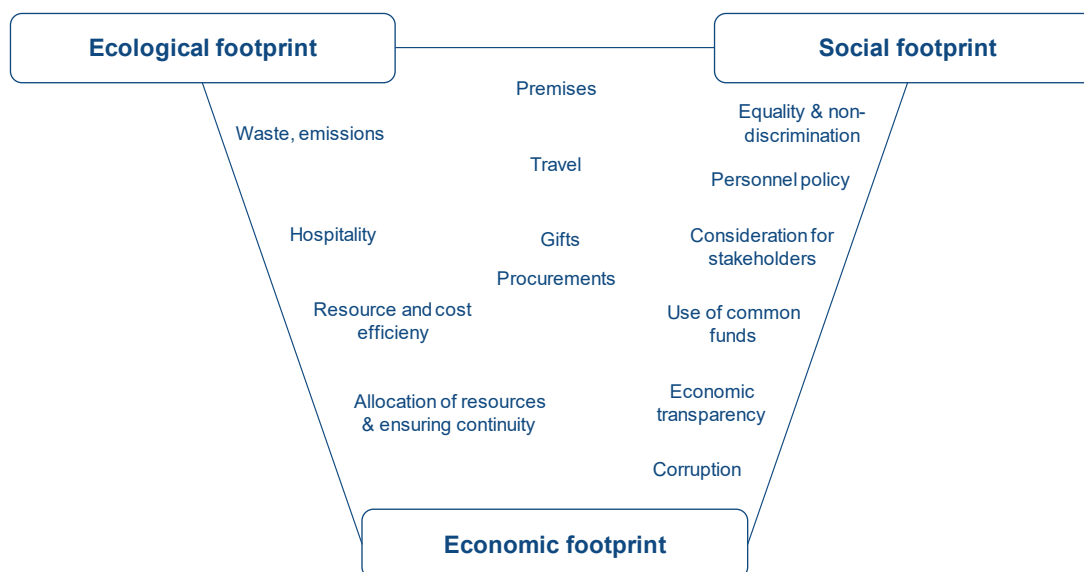 Ecological footprint
Social footprint
Premises
Equality & non-
discrimination
Waste, emissions
Travel
Personnel policy
Hospitality
Gifts
Consideration for
stakeholders
Procurements
Resource and cost
efficieny
Use of common
funds
Allocation of resources
& ensuring continuity
Economic
transparency
Corruption
Economic footprint